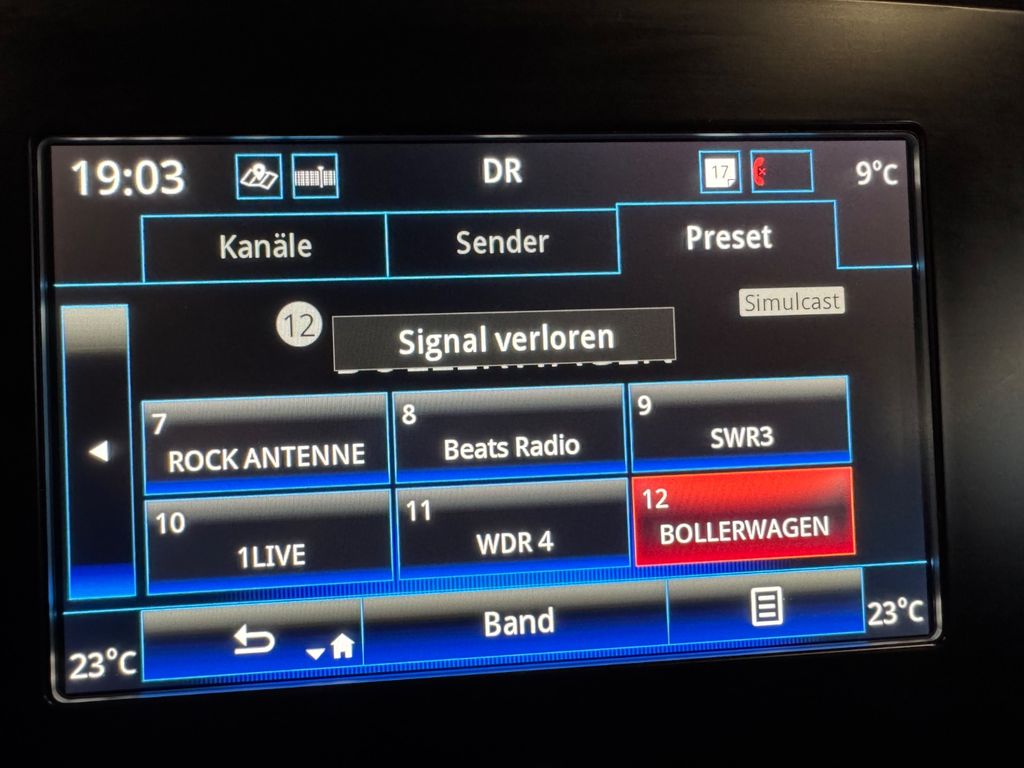 19:03
DR
17
9°C
Kanäle
Sender
Preset
12
Signal verloren
Simulcast
7
ROCK ANTENNE
8
Beats Radio
9
SWR3
10
1LIVE
11
WDR 4
12
BOLLERWAGEN
23°C
Band
23°C